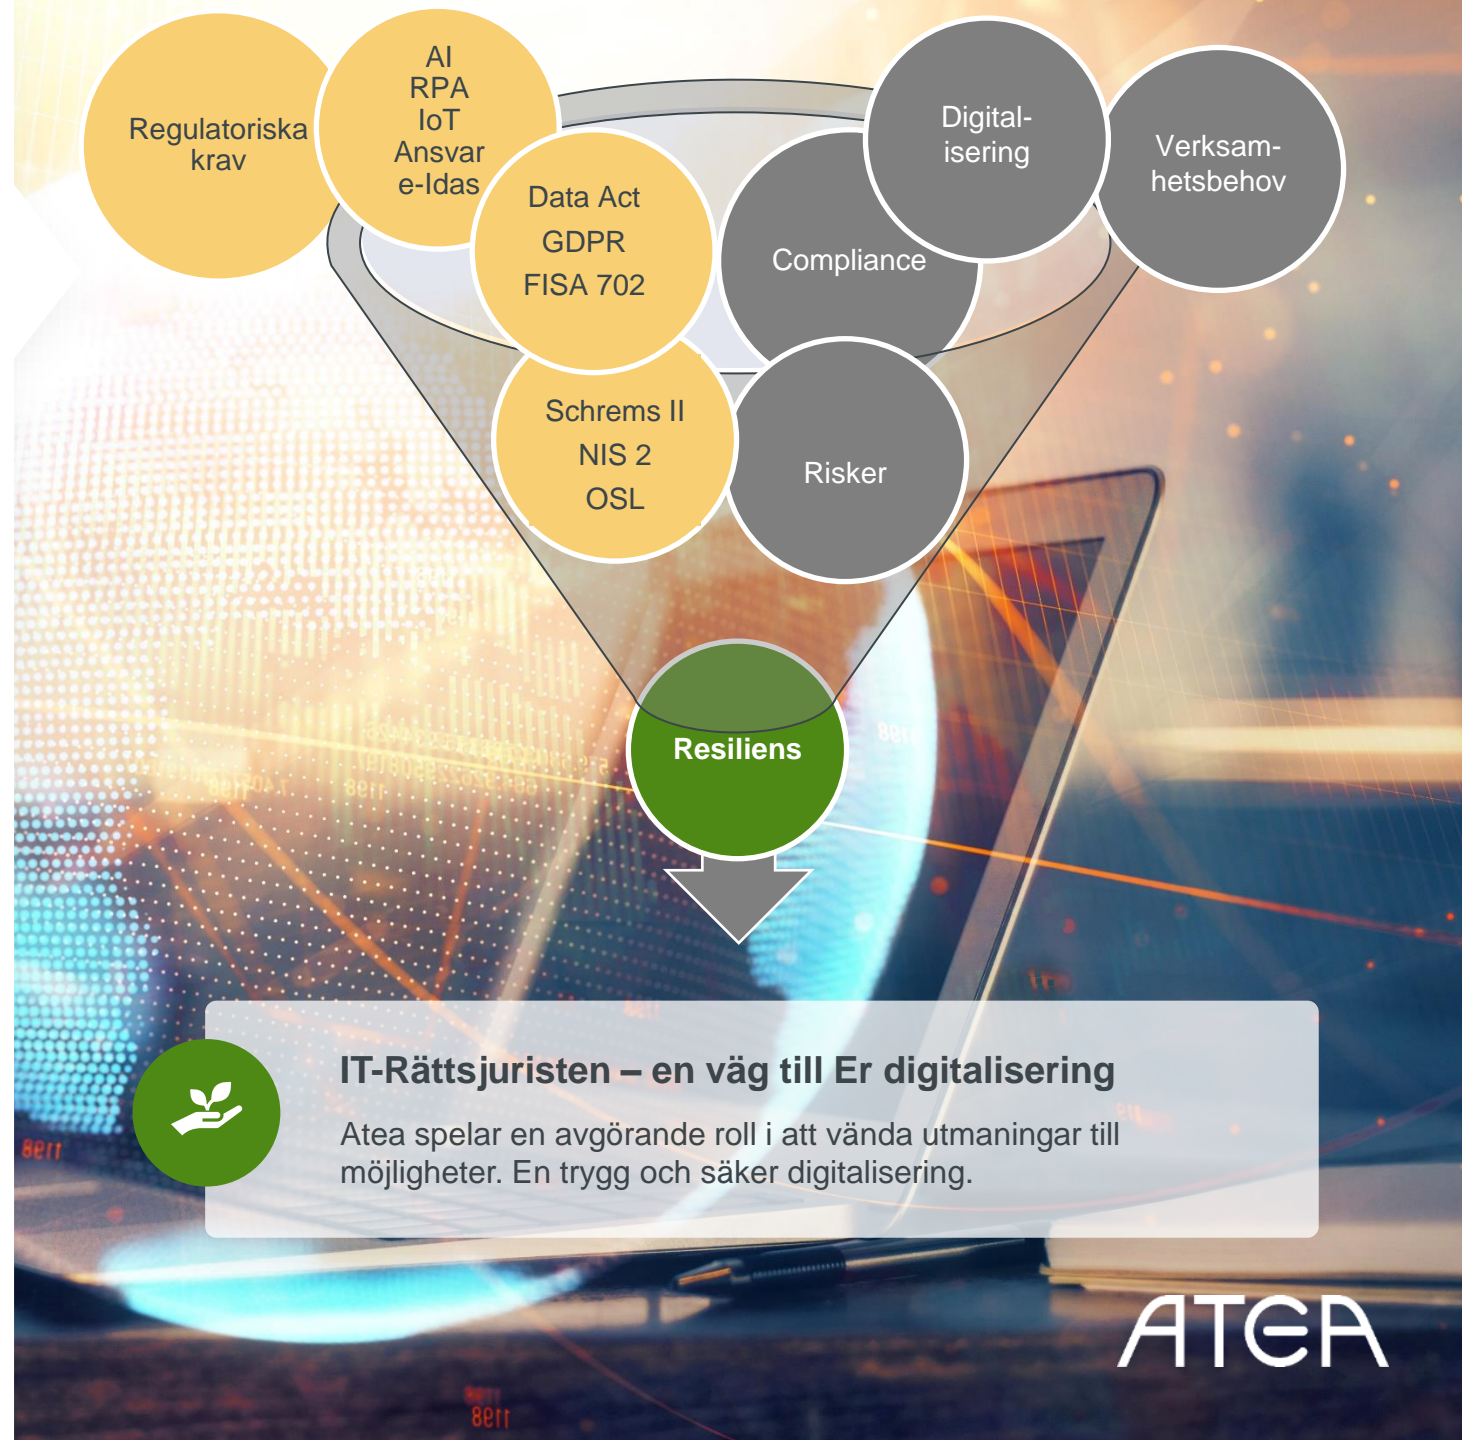 Regulatoriska
krav
AI
RPA
IoT
Ansvar
e-Idas
Data Act
GDPR
FISA 702
Schrems II
NIS 2
OSL
Compliance
Digital-
isering
Verksam-
hetsbehov
Risker
Resiliens
IT-Rättsjuristen – en väg till Er digitalisering
Atea spelar en avgörande roll i att vända utmaningar till
möjligheter. En trygg och säker digitalisering.
ATEA